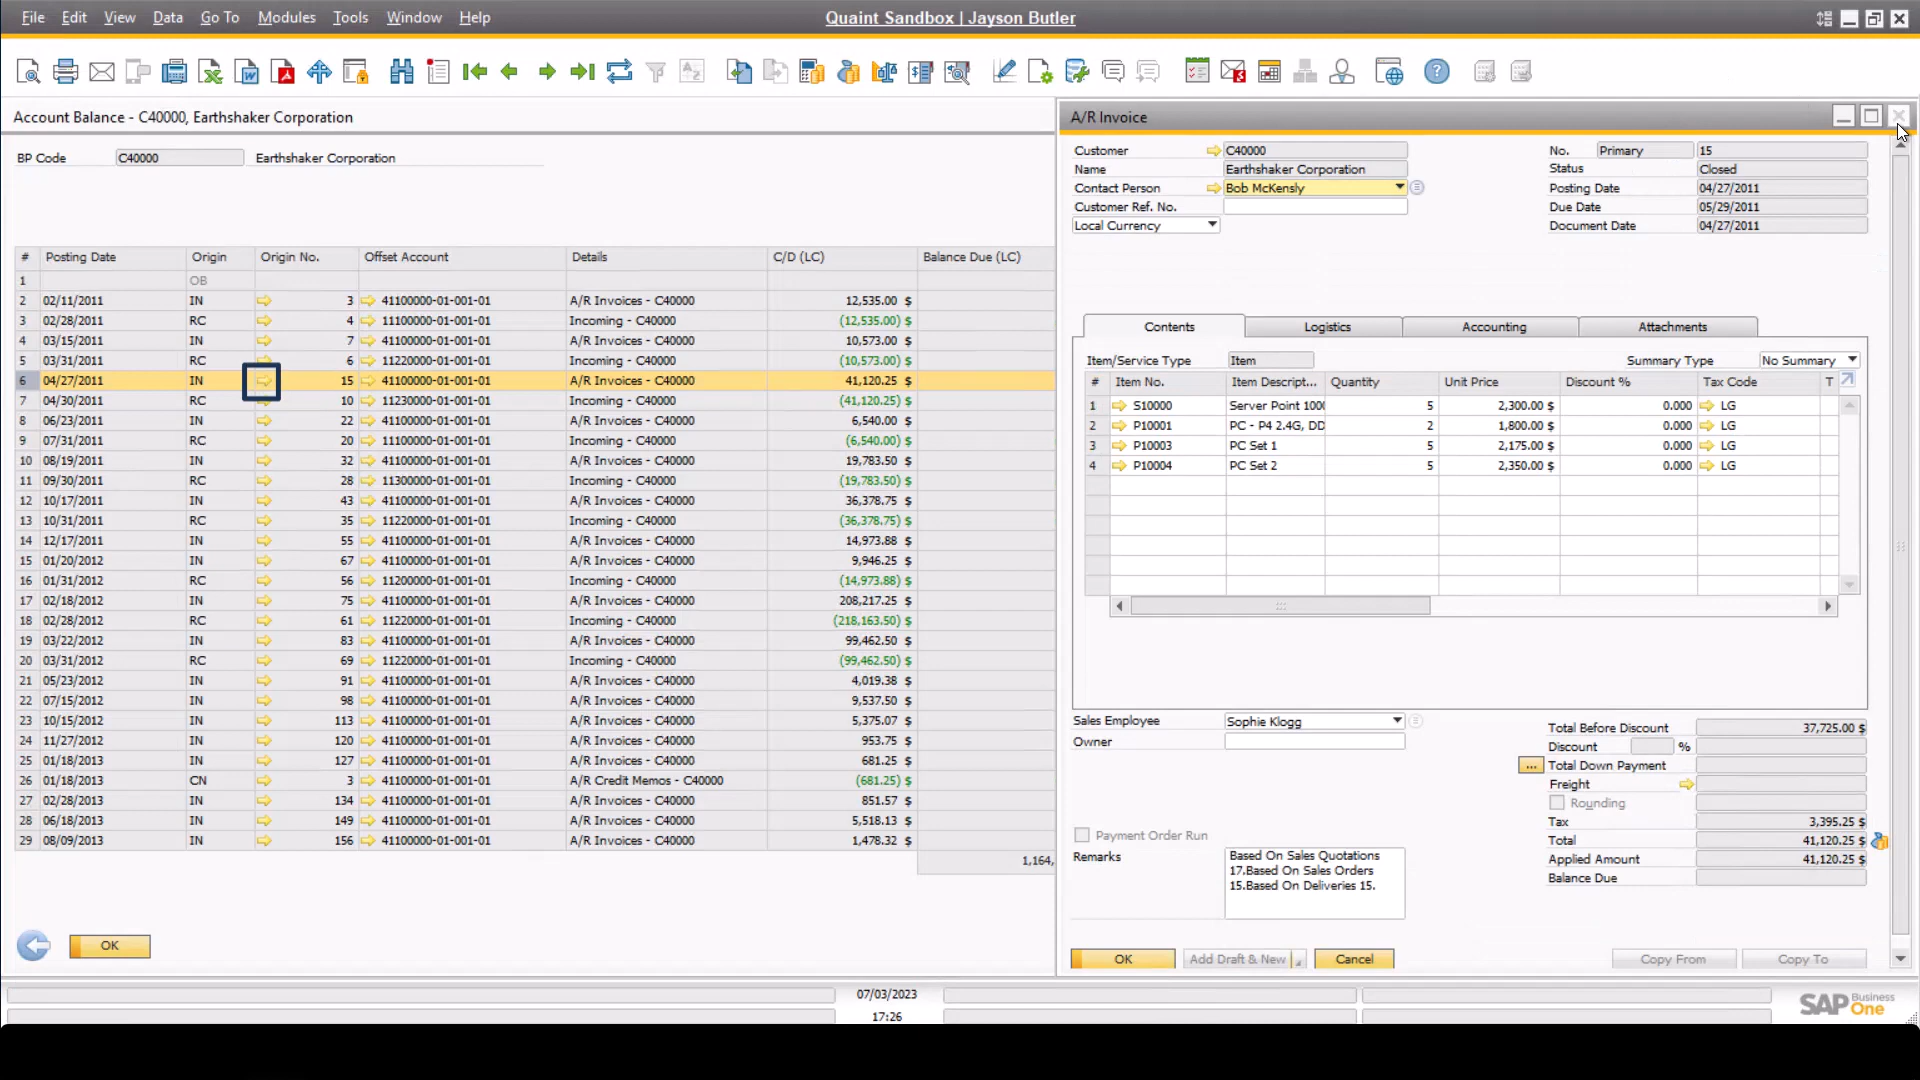 File Edit View Data Go To Modules Tools Window Help
Quaint Sandbox | Jayson Butler
Account Balance - C40000, Earthshaker Corporation
BP Code C40000 Earthshaker Corporation
# Posting Date Origin Origin No. Offset Account Details C/D (LC) Balance Due (LC)
1 OB
2 02/11/2011 IN 3 41100000-01-001-01 A/R Invoices - C40000 12,535.00 $
3 02/28/2011 RC 4 11100000-01-001-01 Incoming - C40000 (12,535.00) $
4 03/15/2011 IN 7 41100000-01-001-01 A/R Invoices - C40000 10,573.00 $
5 03/31/2011 RC 6 11220000-01-001-01 Incoming - C40000 (10,573.00) $
6 04/27/2011 IN 15 41100000-01-001-01 A/R Invoices - C40000 41,120.25 $
7 04/30/2011 RC 10 11230000-01-001-01 Incoming - C40000 (41,120.25) $
8 06/23/2011 IN 22 41100000-01-001-01 A/R Invoices - C40000 6,540.00 $
9 07/31/2011 RC 20 11100000-01-001-01 Incoming - C40000 (6,540.00) $
10 08/19/2011 IN 32 41100000-01-001-01 A/R Invoices - C40000 19,783.50 $
11 09/30/2011 RC 28 11300000-01-001-01 Incoming - C40000 (19,783.50) $
12 10/17/2011 IN 43 41100000-01-001-01 A/R Invoices - C40000 36,378.75 $
13 10/31/2011 RC 35 11220000-01-001-01 Incoming - C40000 (36,378.75) $
14 12/17/2011 IN 55 41100000-01-001-01 A/R Invoices - C40000 14,973.88 $
15 01/20/2012 IN 67 41100000-01-001-01 A/R Invoices - C40000 9,946.25 $
16 01/31/2012 RC 56 11200000-01-001-01 Incoming - C40000 (14,973.88) $
17 02/18/2012 IN 75 41100000-01-001-01 A/R Invoices - C40000 208,217.25 $
18 02/28/2012 RC 61 11220000-01-001-01 Incoming - C40000 (218,163.50) $
19 03/22/2012 IN 83 41100000-01-001-01 A/R Invoices - C40000 99,462.50 $
20 03/31/2012 RC 69 11220000-01-001-01 Incoming - C40000 (99,462.50) $
21 05/23/2012 IN 91 41100000-01-001-01 A/R Invoices - C40000 4,019.38 $
22 07/15/2012 IN 98 41100000-01-001-01 A/R Invoices - C40000 9,537.50 $
23 10/15/2012 IN 113 41100000-01-001-01 A/R Invoices - C40000 5,375.07 $
24 11/27/2012 IN 120 41100000-01-001-01 A/R Invoices - C40000 953.75 $
25 01/18/2013 IN 127 41100000-01-001-01 A/R Invoices - C40000 681.25 $
26 01/18/2013 CN 3 41100000-01-001-01 A/R Credit Memos - C40000 (681.25) $
27 02/28/2013 IN 134 41100000-01-001-01 A/R Invoices - C40000 851.57 $
28 06/18/2013 IN 149 41100000-01-001-01 A/R Invoices - C40000 5,518.13 $
29 08/09/2013 IN 156 41100000-01-001-01 A/R Invoices - C40000 1,478.32 $
1,164,
OK
A/R Invoice
Customer C40000 No. Primary 15
Name Earthshaker Corporation Status Closed
Contact Person Bob McKensly Posting Date 04/27/2011
Customer Ref. No. Due Date 05/29/2011
Local Currency Document Date 04/27/2011
Contents Logistics Accounting Attachments
Item/Service Type Item Summary Type No Summary
# Item No. Item Descript... Quantity Unit Price Discount % Tax Code T
1 S10000 Server Point 1000 5 2,300.00 $ 0.000 LG
2 P10001 PC - P4 2.4G, DD 2 1,800.00 $ 0.000 LG
3 P10003 PC Set 1 5 2,175.00 $ 0.000 LG
4 P10004 PC Set 2 5 2,350.00 $ 0.000 LG
Sales Employee Sophie Klogg
Owner
Total Before Discount 37,725.00 $
Discount %
... Total Down Payment
Freight
Rounding
Tax 3,395.25 $
Total 41,120.25 $
Applied Amount 41,120.25 $
Balance Due
Payment Order Run
Remarks Based On Sales Quotations
17.Based On Sales Orders
15.Based On Deliveries 15.
OK Add Draft & New Cancel Copy From Copy To
07/03/2023
17:26
SAP Business One